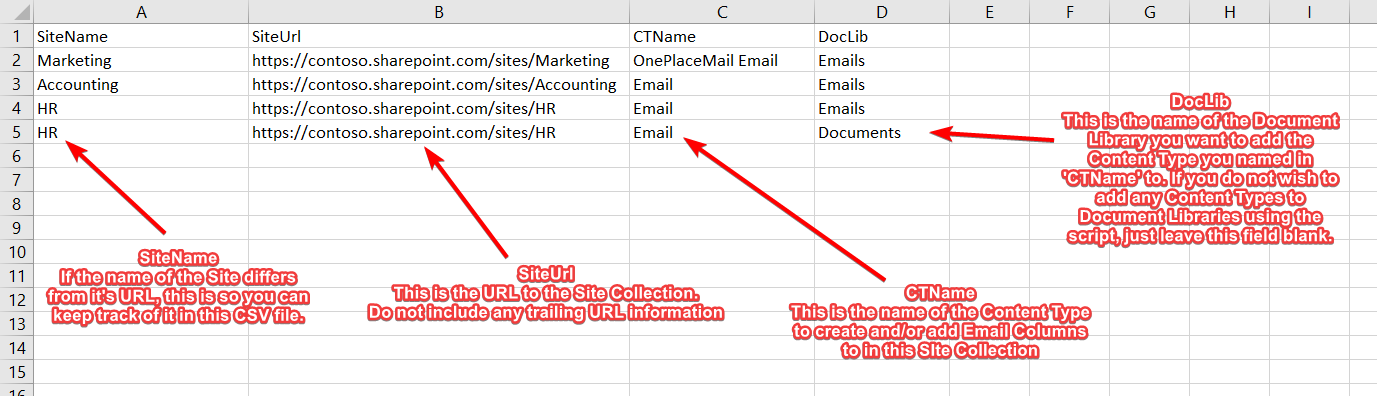 A B C D E F G H I
1 SiteName SiteUrl CTName DocLib
2 Marketing https://contoso.sharepoint.com/sites/Marketing OnePlaceMail Email Emails
3 Accounting https://contoso.sharepoint.com/sites/Accounting Email Emails
4 HR https://contoso.sharepoint.com/sites/HR Email Emails
5 HR https://contoso.sharepoint.com/sites/HR Email Documents
6
7
8
9
10
11
12
13
14
15
16
DocLib
This is the name of the Document
Library you want to add the
Content Type you named in
'CTName' to. If you do not wish to
add any Content Types to
Document Libraries using the
script, just leave this field blank.
SiteName
If the name of the Site differs
from it's URL, this is so you can
keep track of it in this CSV file.
SiteUrl
This is the URL to the Site Collection.
Do not include any trailing URL information
CTName
This is the name of the Content Type
to create and/or add Email Columns
to in this SIte Collection